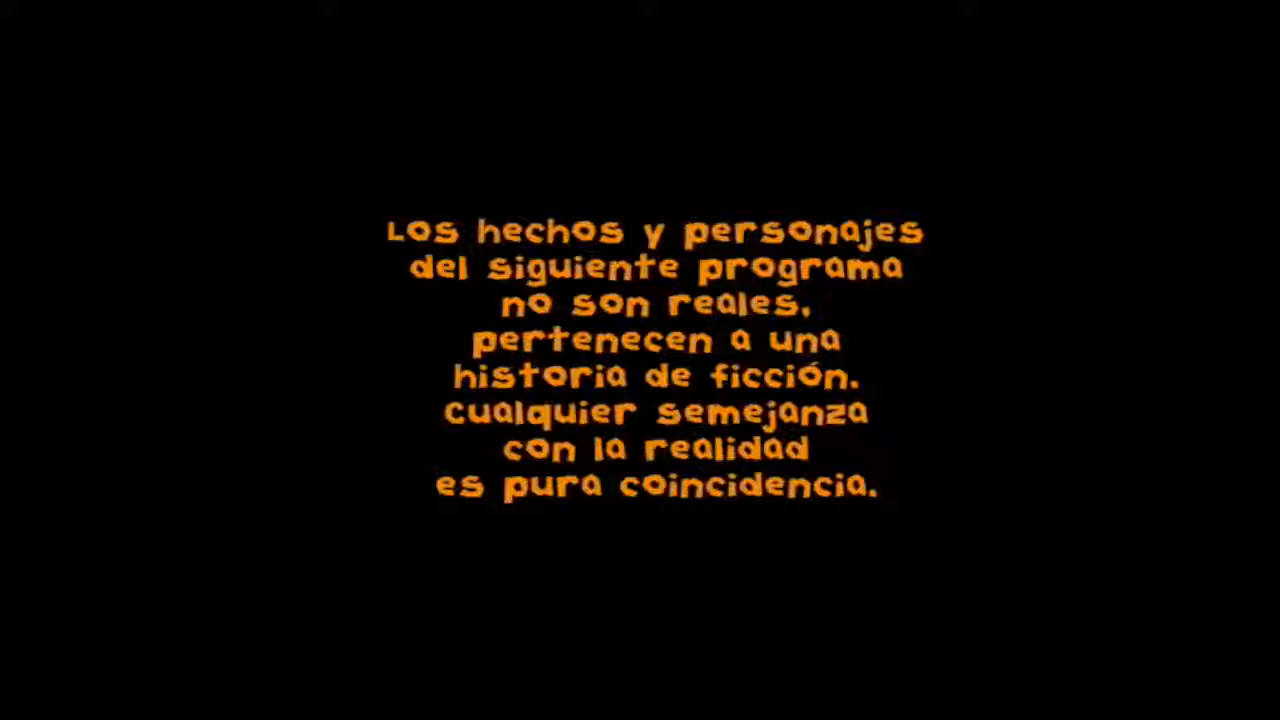 Los hechos y personajes
del siguiente programa
no son reales,
pertenecen a una
historia de ficción.
cualquier semejanza
con la realidad
es pura coincidencia.